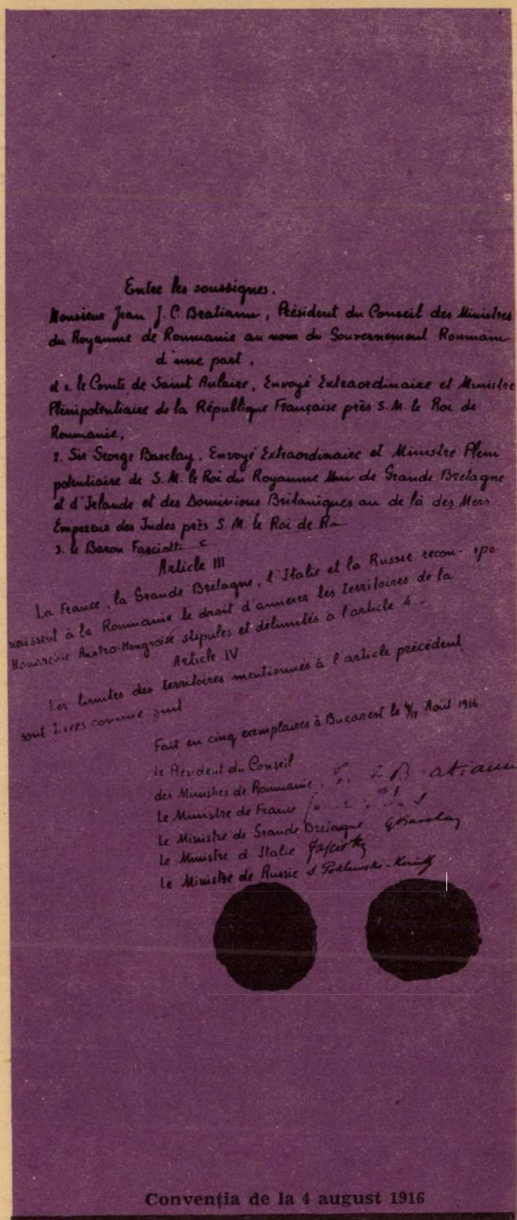 Entre les soussignes.
Monsieur Jean J. C. Bratiann, Président du Conseil des Ministres
du Royaume de Roumanie au nom du Gouvernement Roumain
d'une part,
et 1. le Comte de Saint Aulaire, Envoyé Extraordinaire et Ministre
Plénipotentiaire de la République Française près S. M. le Roi de
Roumanie,
2. Sir George Barclay, Envoyé Extraordinaire et Ministre Pléni
potentiaire de S. M. le Roi du Royaume Uni de Grande Bretagne
et d'Irlande et des Dominions Britaniques au de là des Mers
Empereur des Indes près S. M. le Roi de Ro
3. le Baron Fasciotti
Article III
La France, la Grande Bretagne, l'Italie et la Russie recon-
naissent à la Roumanie le droit d'annexer les territoires de la
Monarchie Austro-Hongroise stipules et délimités à l'article 4
Article IV
Les limites des territoires mentionnés à l'article précédent
sont fixées comme suit
Fait en cinq exemplaires à Bucarest le 4/17 Août 1916.
Le Président du Conseil
des Ministres de Roumanie
Le Ministre de France
Le Ministre de Grande Bretagne GBarclay
Le Ministre d'Italie Fasciotti
Le Ministre de Russie
Convenția de la 4 august 1916